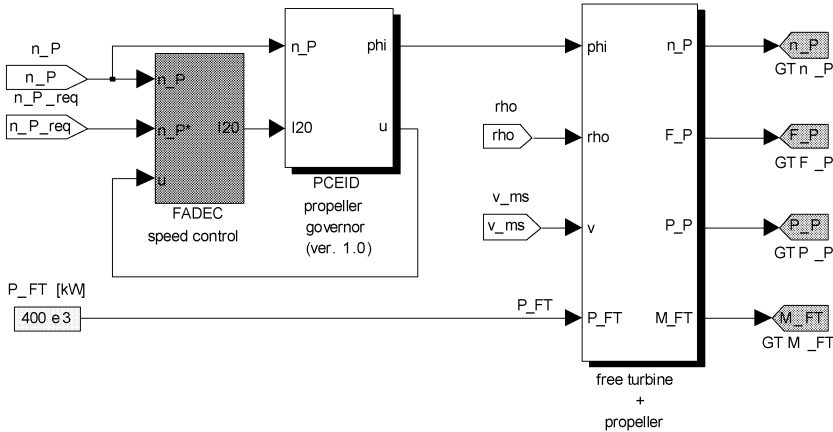 n_P
n_P
n_P_req
n_P_req
n_P
n_P*
u
I20
FADEC
speed control
n_P
I20
phi
u
PCEID
propeller
governor
(ver. 1.0)
P_FT [kW]
400 e3
rho
rho
v_ms
v_ms
P_FT
phi
rho
v
P_FT
n_P
F_P
P_P
M_FT
free turbine
+
propeller
n_P
GT n _P
F_P
GT F _P
P_P
GT P _P
M_FT
GT M _FT